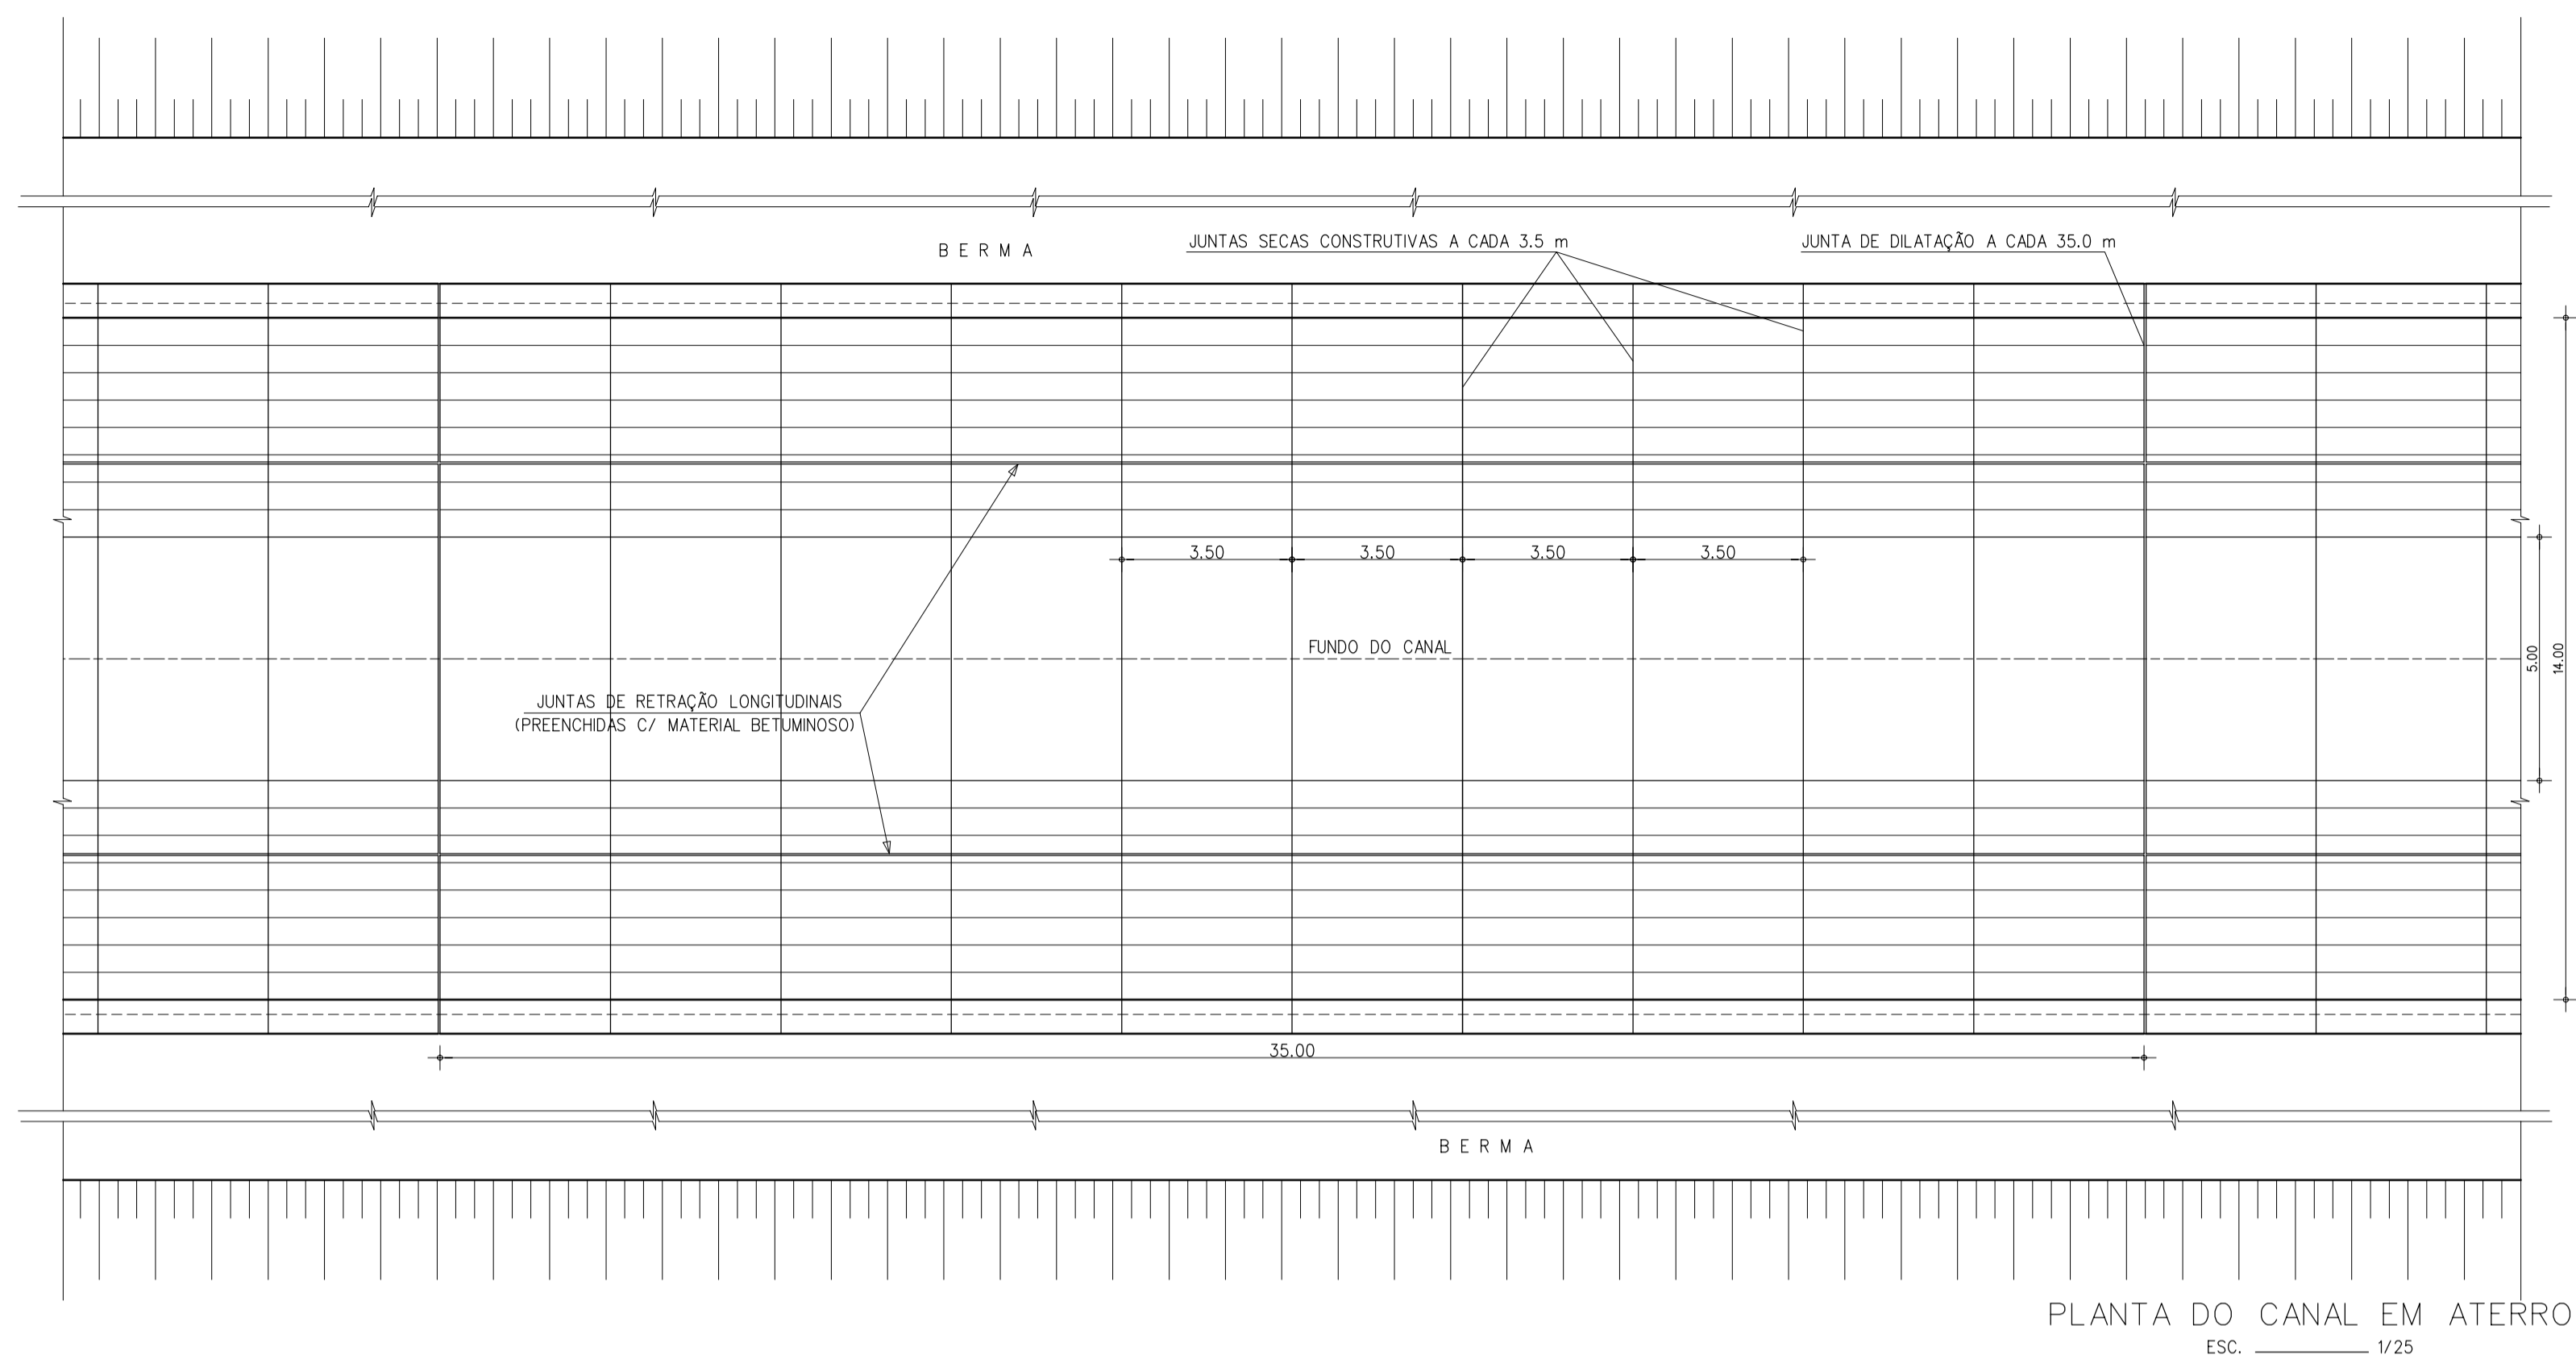 B E R M A
JUNTAS SECAS CONSTRUTIVAS A CADA 3.5 m
JUNTA DE DILATAÇÃO A CADA 35.0 m
3.50
3.50
3.50
3.50
FUNDO DO CANAL
5.00
14.00
JUNTAS DE RETRAÇÃO LONGITUDINAIS
(PREENCHIDAS C/ MATERIAL BETUMINOSO)
35.00
B E R M A
PLANTA DO CANAL EM ATERRO
ESC. 1/25